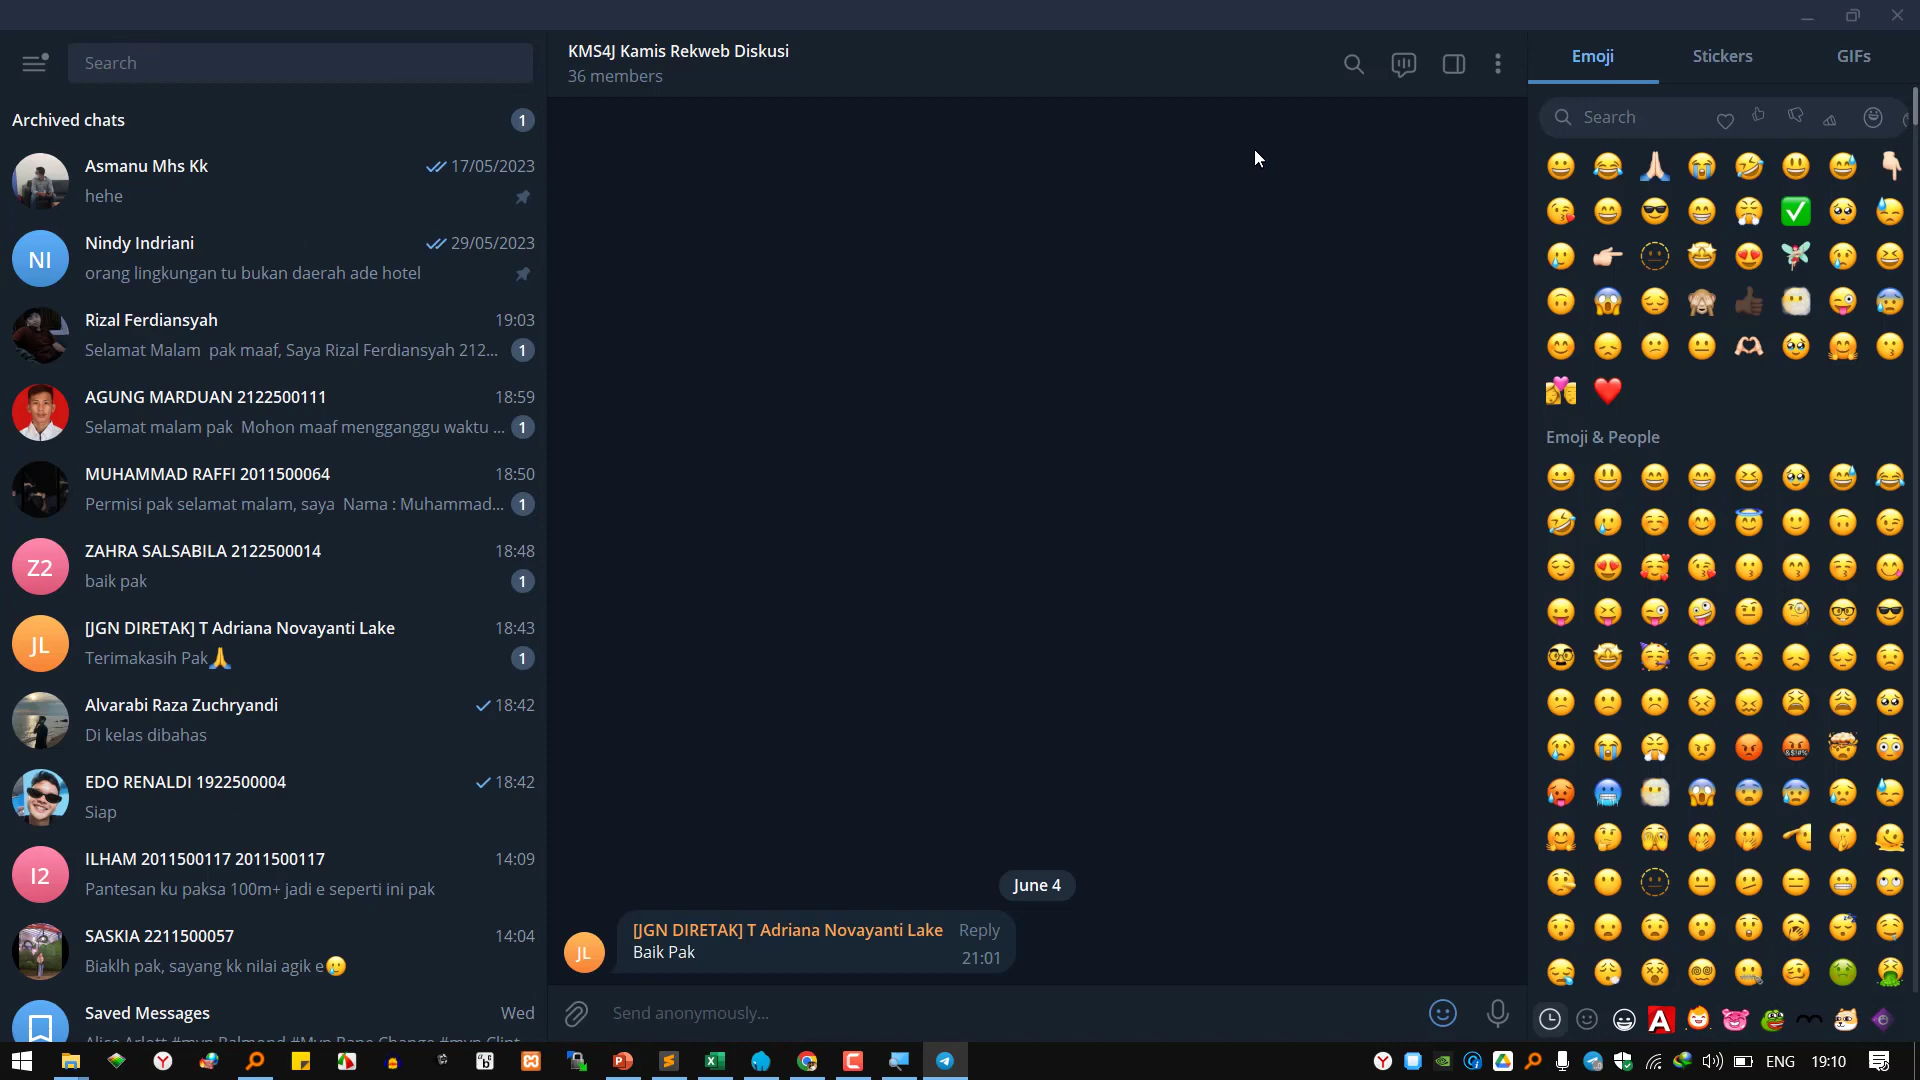 Search
Archived chats
1
Asmanu Mhs Kk
17/05/2023
hehe
NI
Nindy Indriani
29/05/2023
orang lingkungan tu bukan daerah ade hotel
Rizal Ferdiansyah
19:03
Selamat Malam pak maaf, Saya Rizal Ferdiansyah 212...
1
AGUNG MARDUAN 2122500111
18:59
Selamat malam pak Mohon maaf mengganggu waktu ...
1
MUHAMMAD RAFFI 2011500064
18:50
Permisi pak selamat malam, saya Nama : Muhammad...
1
Z2
ZAHRA SALSABILA 2122500014
18:48
baik pak
1
JL
[JGN DIRETAK] T Adriana Novayanti Lake
18:43
Terimakasih Pak🙏
1
Alvarabi Raza Zuchryandi
18:42
Di kelas dibahas
EDO RENALDI 1922500004
18:42
Siap
I2
ILHAM 2011500117 2011500117
14:09
Pantesan ku paksa 100m+ jadi e seperti ini pak
SASKIA 2211500057
14:04
Biaklh pak, sayang kk nilai agik e🥲
Saved Messages
Wed
KMS4J Kamis Rekweb Diskusi
36 members
June 4
JL
[JGN DIRETAK] T Adriana Novayanti Lake
Reply
Baik Pak
21:01
Send anonymously...
Emoji
Stickers
GIFs
Search
Emoji & People
ENG
19:10